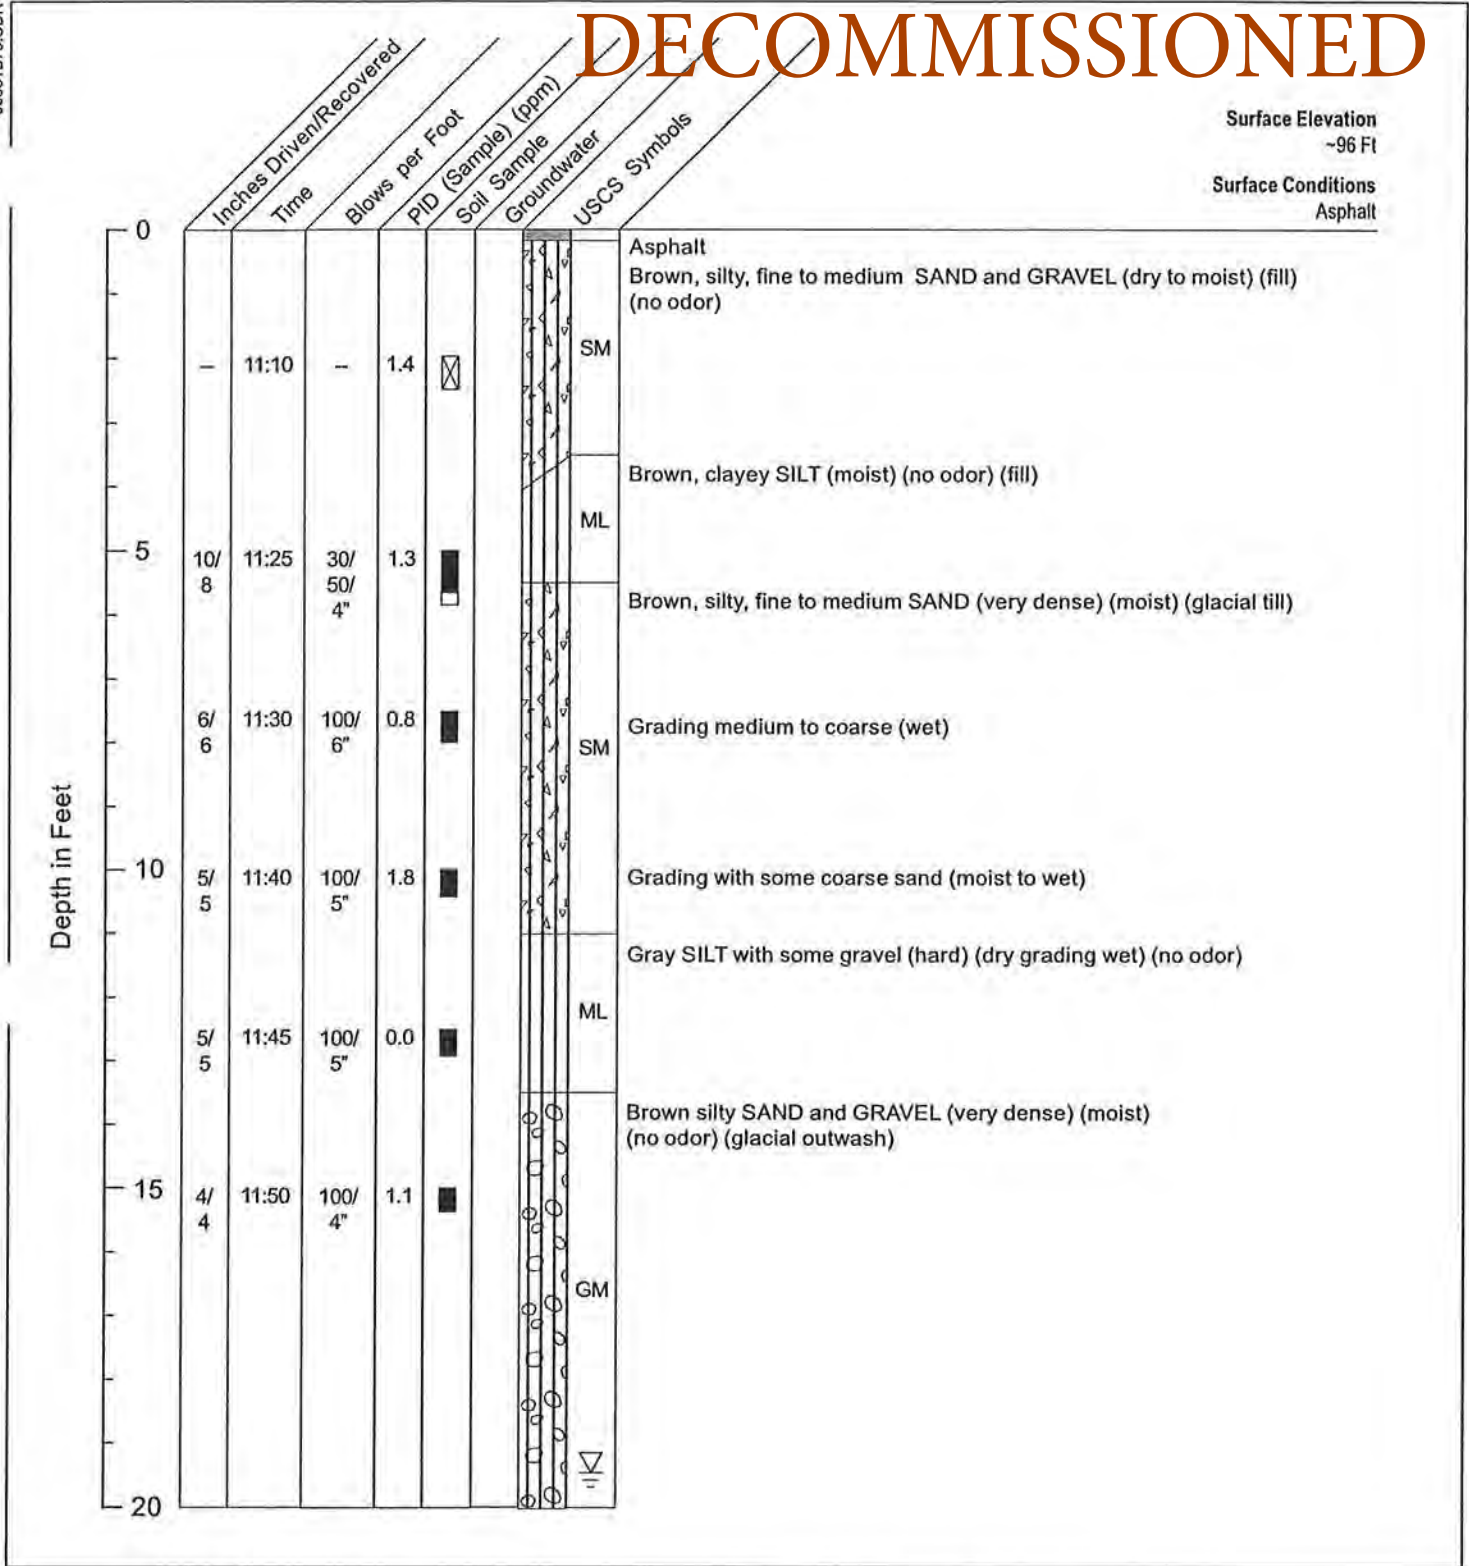 DECOMMISSIONED
Inches Driven/Recovered
Time
Blows per Foot
PID (Sample) (ppm)
Soil Sample
Groundwater
USCS Symbols
Surface Elevation
~96 Ft
Surface Conditions
Asphalt
0
Asphalt
Brown, silty, fine to medium SAND and GRAVEL (dry to moist) (fill)
(no odor)
SM
– 11:10 -- 1.4
Brown, clayey SILT (moist) (no odor) (fill)
ML
5
10/ 11:25 30/ 1.3
8 50/
4"
Brown, silty, fine to medium SAND (very dense) (moist) (glacial till)
6/ 11:30 100/ 0.8
6 6"
Grading medium to coarse (wet)
SM
Depth in Feet
10
5/ 11:40 100/ 1.8
5 5"
Grading with some coarse sand (moist to wet)
Gray SILT with some gravel (hard) (dry grading wet) (no odor)
ML
5/ 11:45 100/ 0.0
5 5"
Brown silty SAND and GRAVEL (very dense) (moist)
(no odor) (glacial outwash)
15
4/ 11:50 100/ 1.1
4 4"
GM
20